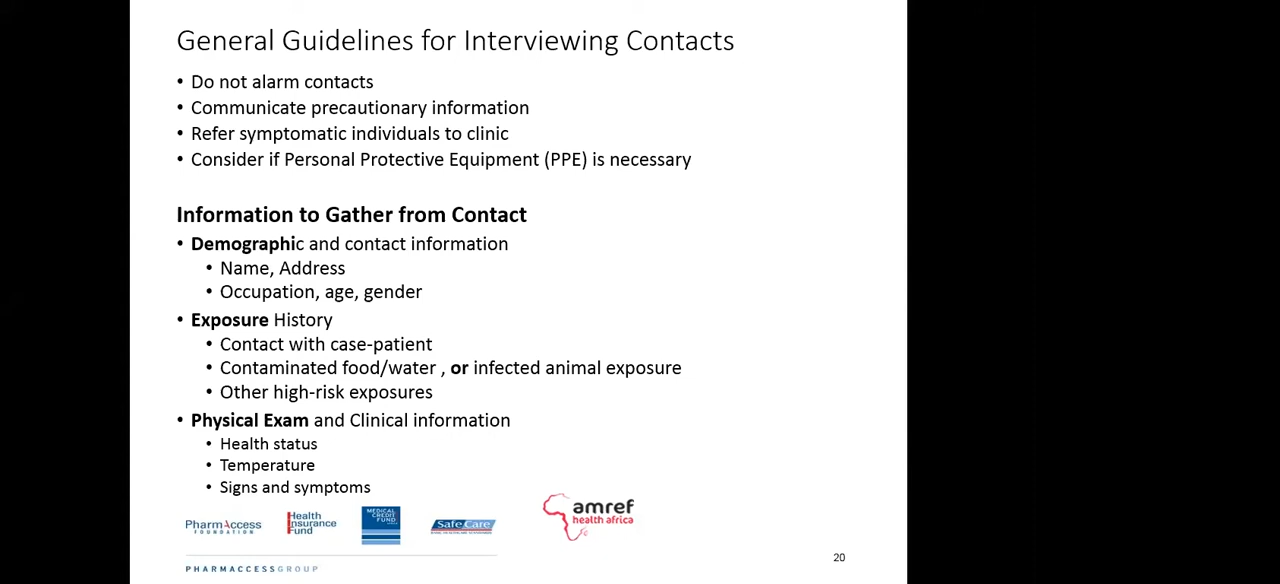 General Guidelines for Interviewing Contacts
• Do not alarm contacts
• Communicate precautionary information
• Refer symptomatic individuals to clinic
• Consider if Personal Protective Equipment (PPE) is necessary
Information to Gather from Contact
• Demographic and contact information
• Name, Address
• Occupation, age, gender
• Exposure History
• Contact with case-patient
• Contaminated food/water , or infected animal exposure
• Other high-risk exposures
• Physical Exam and Clinical information
• Health status
• Temperature
• Signs and symptoms
PharmAccess
FOUNDATION
Health
Insurance
Fund
MEDICAL
CREDIT
FUND
SafeCare
amref
health africa
20
PHARMACCESSGROUP